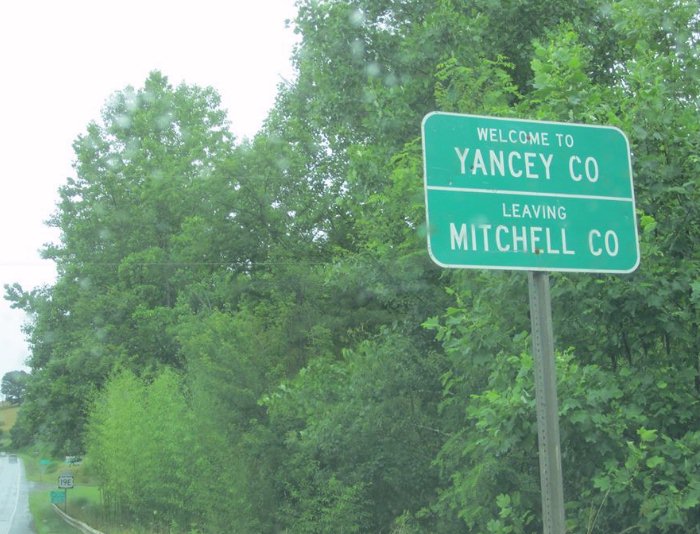 WELCOME TO
YANCEY CO
LEAVING
MITCHELL CO
19E